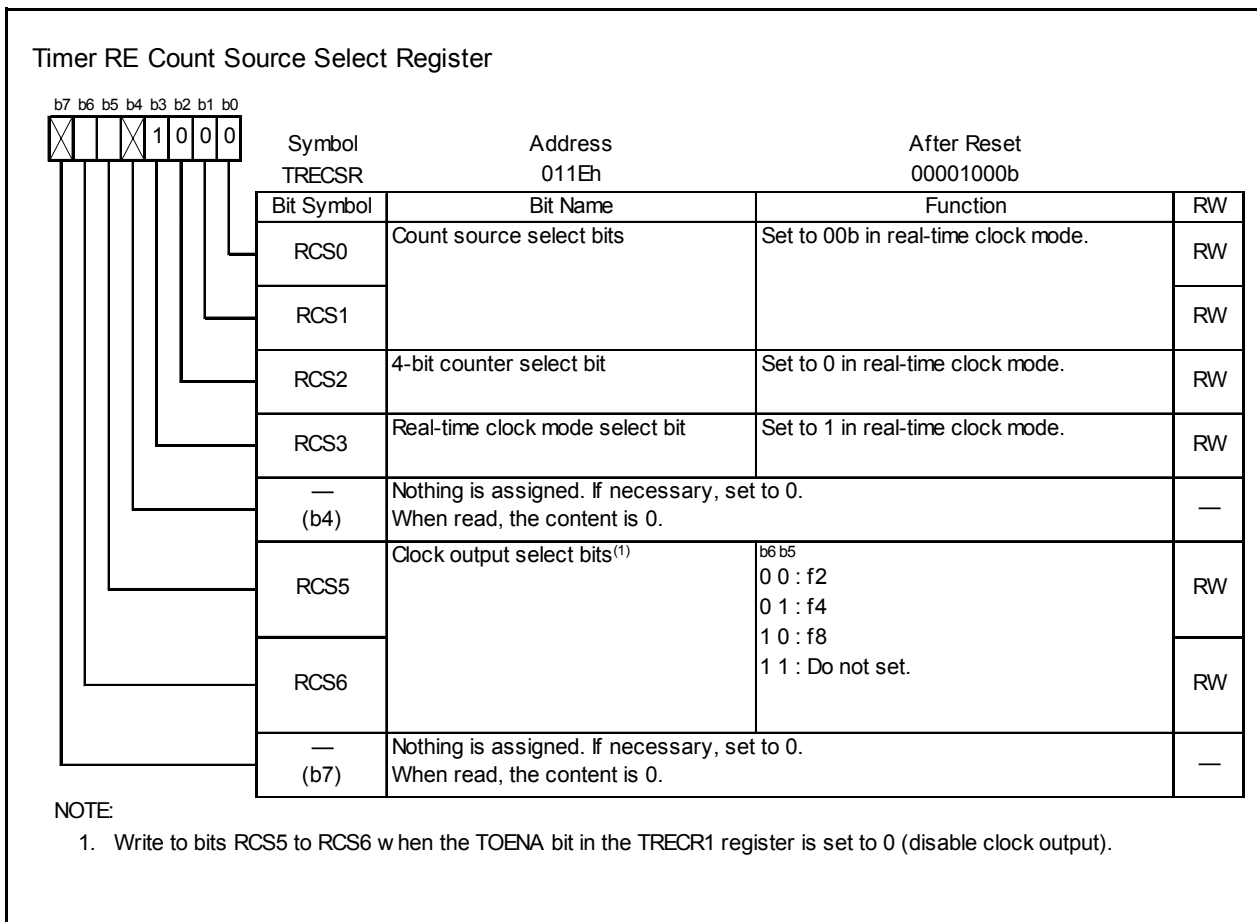 Timer RE Count Source Select Register
b7 b6 b5 b4 b3 b2 b1 b0
1 0 0 0
Symbol Address After Reset
TRECSR 011Eh 00001000b
Bit Symbol Bit Name Function RW
RCS0 Count source select bits Set to 00b in real-time clock mode. RW
RCS1 RW
RCS2 4-bit counter select bit Set to 0 in real-time clock mode. RW
RCS3 Real-time clock mode select bit Set to 1 in real-time clock mode. RW
— Nothing is assigned. If necessary, set to 0. —
(b4) When read, the content is 0.
RCS5 Clock output select bits(1) b6 b5 RW
0 0 : f2
0 1 : f4
1 0 : f8
1 1 : Do not set.
RCS6 RW
— Nothing is assigned. If necessary, set to 0. —
(b7) When read, the content is 0.
NOTE:
1. Write to bits RCS5 to RCS6 when the TOENA bit in the TRECR1 register is set to 0 (disable clock output).